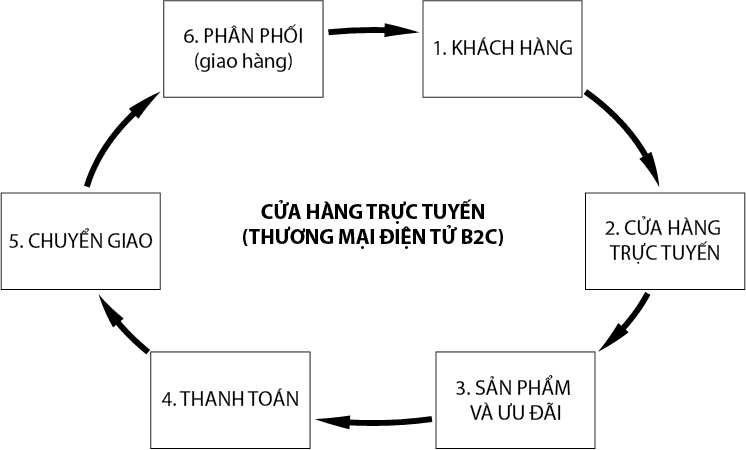 6. PHÂN PHỐI
(giao hàng)
1. KHÁCH HÀNG
CỬA HÀNG TRỰC TUYẾN
(THƯƠNG MẠI ĐIỆN TỬ B2C)
5. CHUYỂN GIAO
2. CỬA HÀNG
TRỰC TUYẾN
4. THANH TOÁN
3. SẢN PHẨM
VÀ ƯU ĐÃI